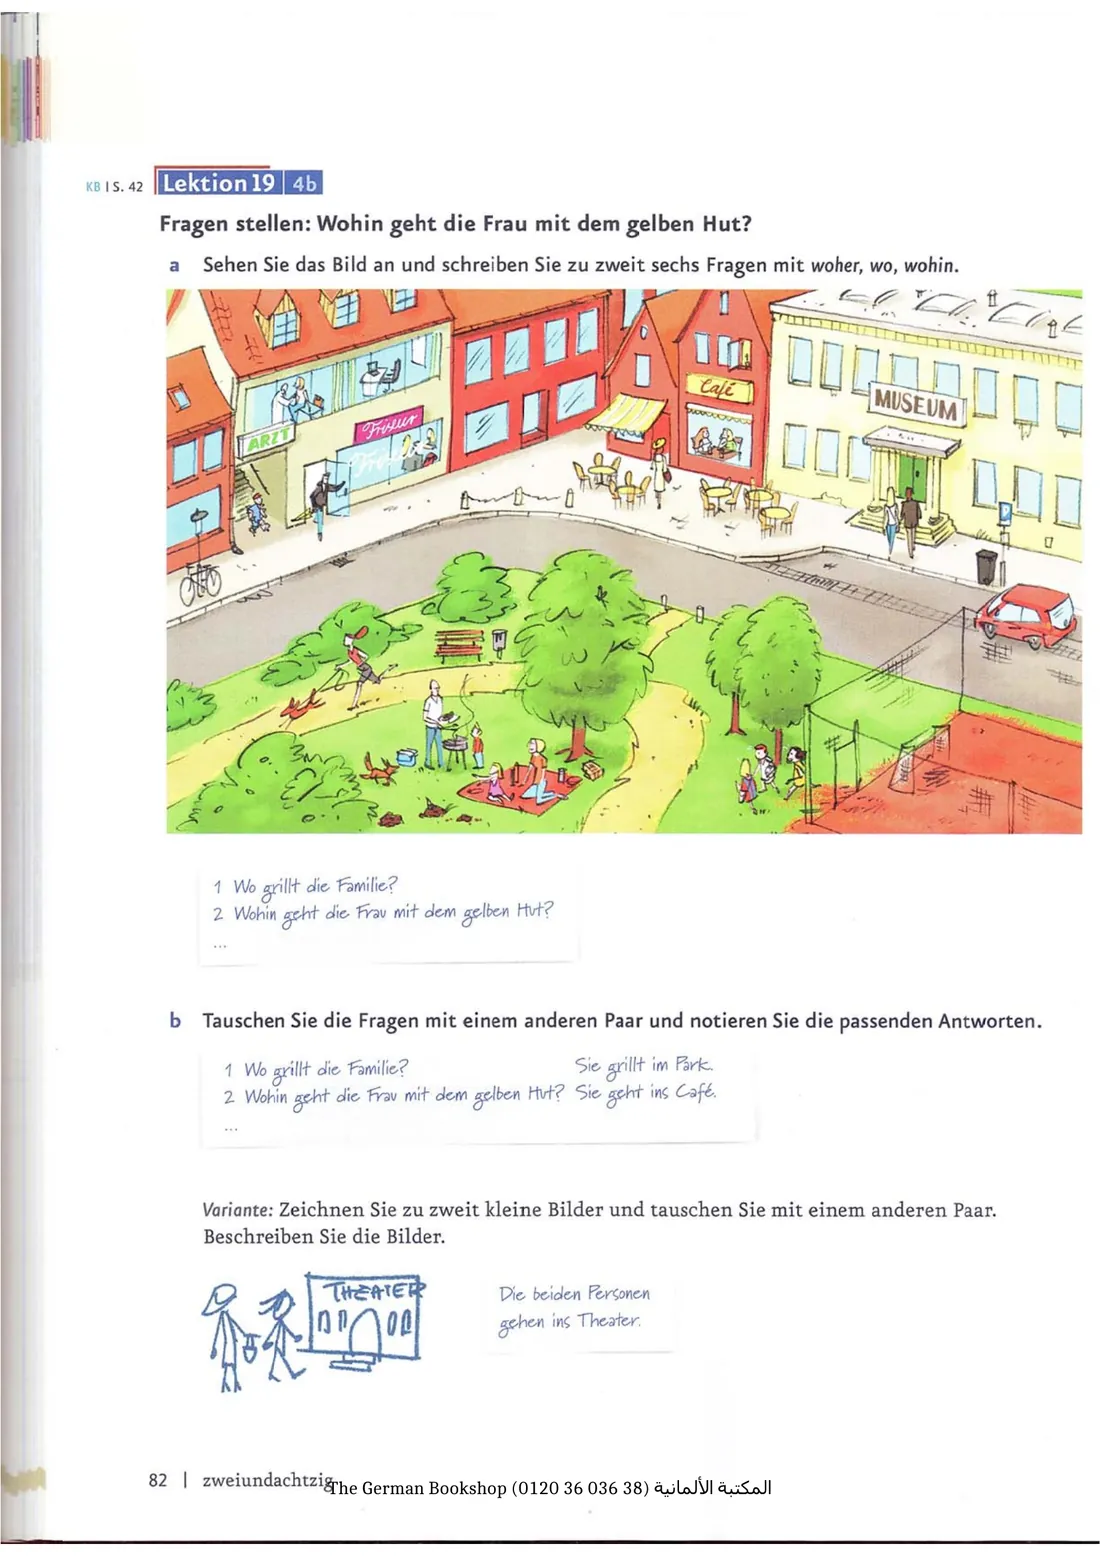 KB | S. 42 Lektion 19 | 4b
Fragen stellen: Wohin geht die Frau mit dem gelben Hut?
a Sehen Sie das Bild an und schreiben Sie zu zweit sechs Fragen mit woher, wo, wohin.
Café
MUSEUM
Friseur
ARZT
Friseur
1 Wo grillt die Familie?
2 Wohin geht die Frau mit dem gelben Hut?
...
b Tauschen Sie die Fragen mit einem anderen Paar und notieren Sie die passenden Antworten.
1 Wo grillt die Familie? Sie grillt im Park.
2 Wohin geht die Frau mit dem gelben Hut? Sie geht ins Café.
...
Variante: Zeichnen Sie zu zweit kleine Bilder und tauschen Sie mit einem anderen Paar.
Beschreiben Sie die Bilder.
THEATER
Die beiden Personen
gehen ins Theater.
82 | zweiundachtzig
The German Bookshop (0120 36 036 38) المكتبة الألمانية